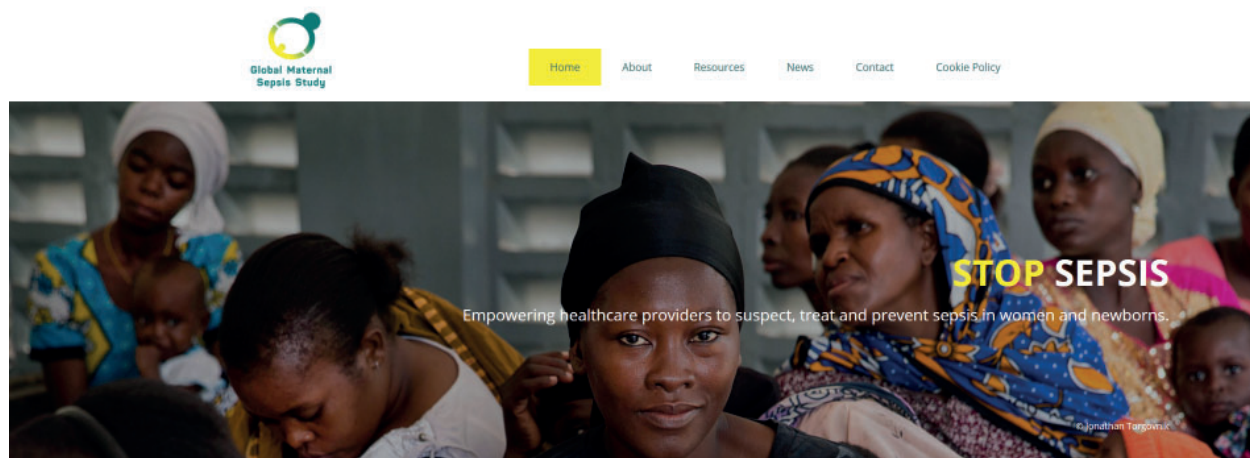 Global Maternal
Sepsis Study
Home About Resources News Contact Cookie Policy
STOP SEPSIS
Empowering healthcare providers to suspect, treat and prevent sepsis in women and newborns.
© Jonathan Torgovnik